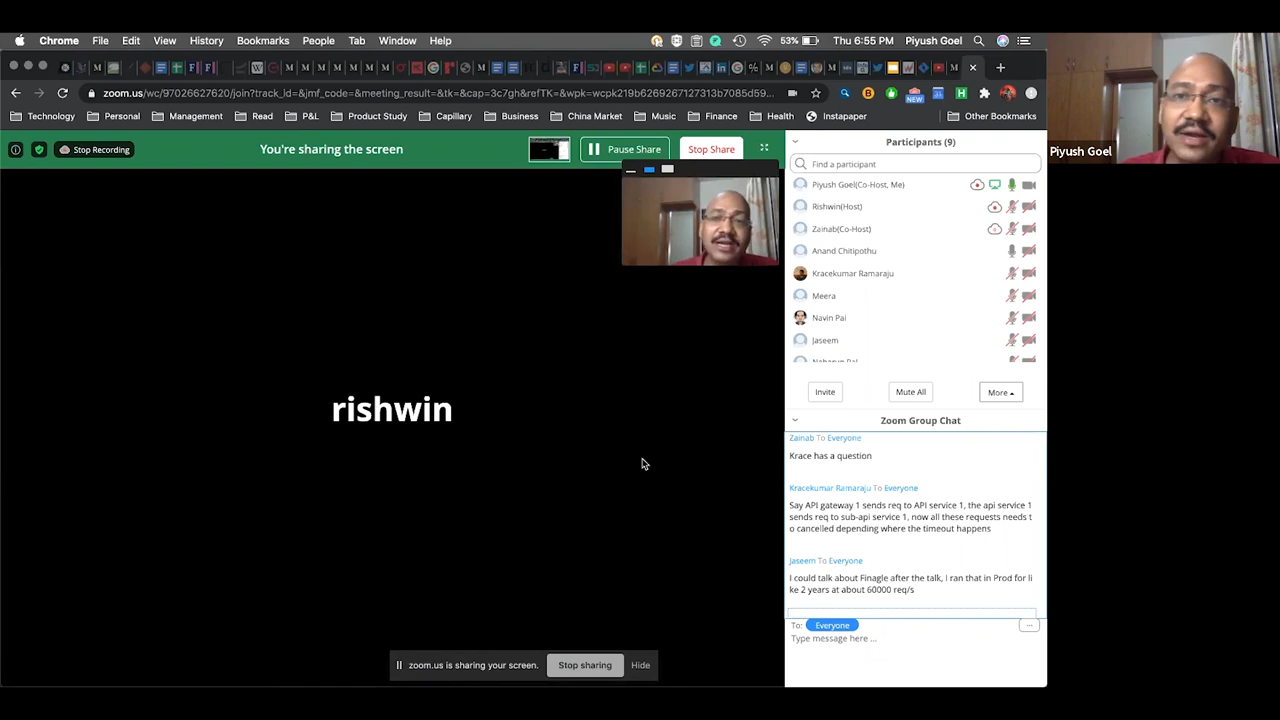 Chrome File Edit View History Bookmarks People Tab Window Help 53% Thu 6:55 PM Piyush Goel
zoom.us/wc/97026627620/join?track_id=&jmf_code=&meeting_result=&tk=&cap=3c7gh&refTK=&wpk=wcpk219b6269267127313b7085d59... NEW
Technology Personal Management Read P&L Product Study Capillary Business China Market Music Finance Health Instapaper Other Bookmarks
Stop Recording You're sharing the screen Pause Share Stop Share
Participants (9)
Find a participant
Piyush Goel
Piyush Goel(Co-Host, Me)
Rishwin(Host)
Zainab(Co-Host)
Anand Chitipothu
Kracekumar Ramaraju
Meera
Navin Pai
Jaseem
Invite Mute All More
rishwin
Zoom Group Chat
Zainab To Everyone
Krace has a question
Kracekumar Ramaraju To Everyone
Say API gateway 1 sends req to API service 1, the api service 1
sends req to sub-api service 1, now all these requests needs t
o cancelled depending where the timeout happens
Jaseem To Everyone
I could talk about Finagle after the talk, I ran that in Prod for li
ke 2 years at about 60000 req/s
To: Everyone ...
Type message here ...
zoom.us is sharing your screen. Stop sharing Hide